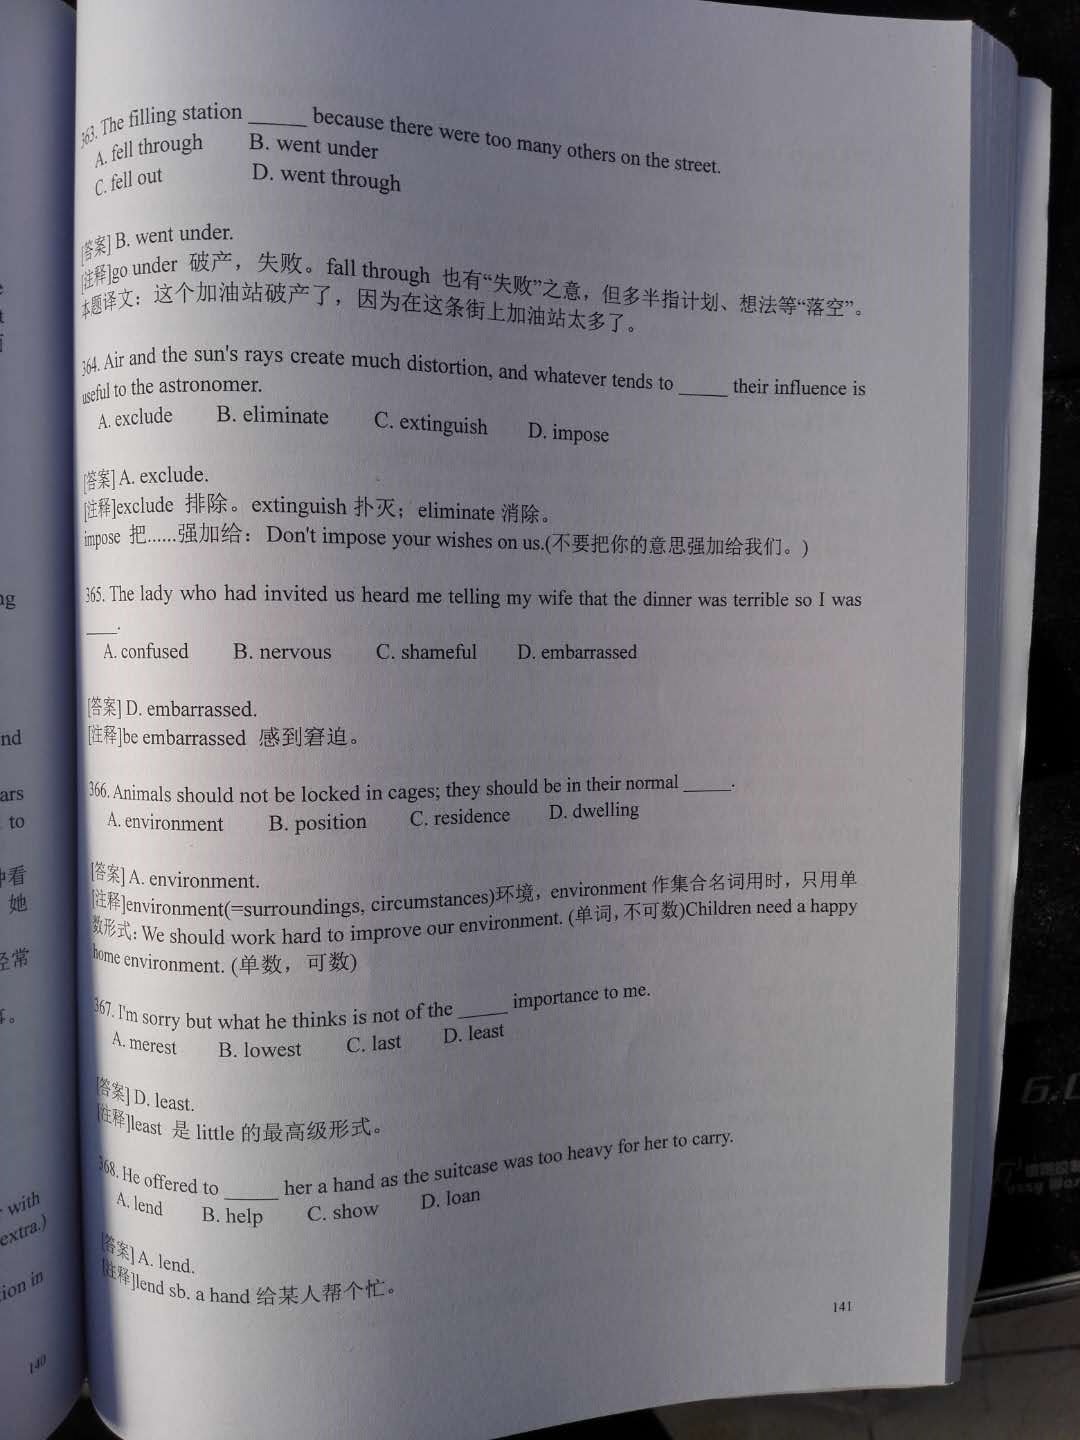 363. The filling station ______ because there were too many others on the street.
A. fell through B. went under
C. fell out D. went through
[答案] B. went under.
[注释]go under 破产，失败。fall through 也有“失败”之意，但多半指计划、想法等“落空”。
本题译文：这个加油站破产了，因为在这条街上加油站太多了。
364. Air and the sun's rays create much distortion, and whatever tends to _____ their influence is
useful to the astronomer.
A. exclude B. eliminate C. extinguish D. impose
[答案] A. exclude.
[注释]exclude 排除。extinguish 扑灭；eliminate 消除。
impose 把......强加给：Don't impose your wishes on us.(不要把你的意思强加给我们。)
365. The lady who had invited us heard me telling my wife that the dinner was terrible so I was
___.
A. confused B. nervous C. shameful D. embarrassed
[答案] D. embarrassed.
[注释]be embarrassed 感到窘迫。
366. Animals should not be locked in cages; they should be in their normal _____.
A. environment B. position C. residence D. dwelling
[答案] A. environment.
[注释]environment(=surroundings, circumstances)环境，environment 作集合名词用时，只用单
数形式: We should work hard to improve our environment. (单词, 不可数)Children need a happy
home environment. (单数，可数)
367. I'm sorry but what he thinks is not of the _____ importance to me.
A. merest B. lowest C. last D. least
[答案] D. least.
[注释]least 是 little 的最高级形式。
368. He offered to _____ her a hand as the suitcase was too heavy for her to carry.
A. lend B. help C. show D. loan
[答案] A. lend.
[注释]lend sb. a hand 给某人帮个忙。
141
ng
nd
ars
to
看
她
经常
with
extra.)
ion in
140